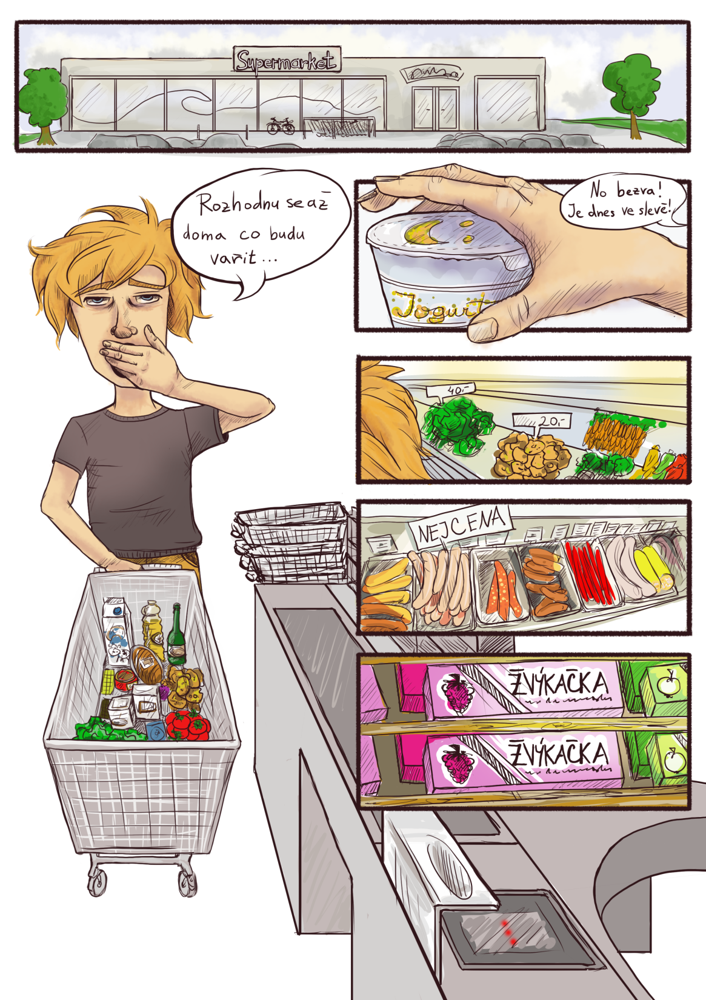 Supermarket
Rozhodnu se až
doma co budu
vařit...
No bezva!
Je dnes ve slevě!
Jogurt
40,-
20,-
NEJCENA
ŽVÝKAČKA
ŽVÝKAČKA